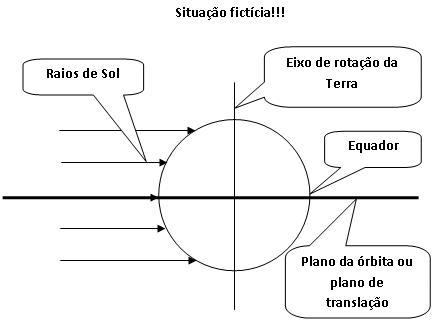 Situação fictícia!!!
Raios de Sol
Eixo de rotação da
Terra
Equador
Plano da órbita ou
plano de
translação